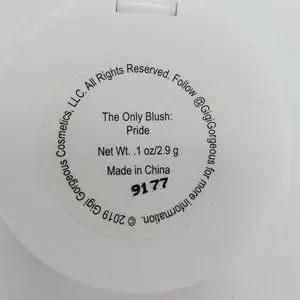 © 2019 Gigi Gorgeous Cosmetics, LLC. All Rights Reserved. Follow @GigiGorgeous for more information.
The Only Blush:
Pride
Net Wt. .1 oz/2.9 g
Made in China
9177